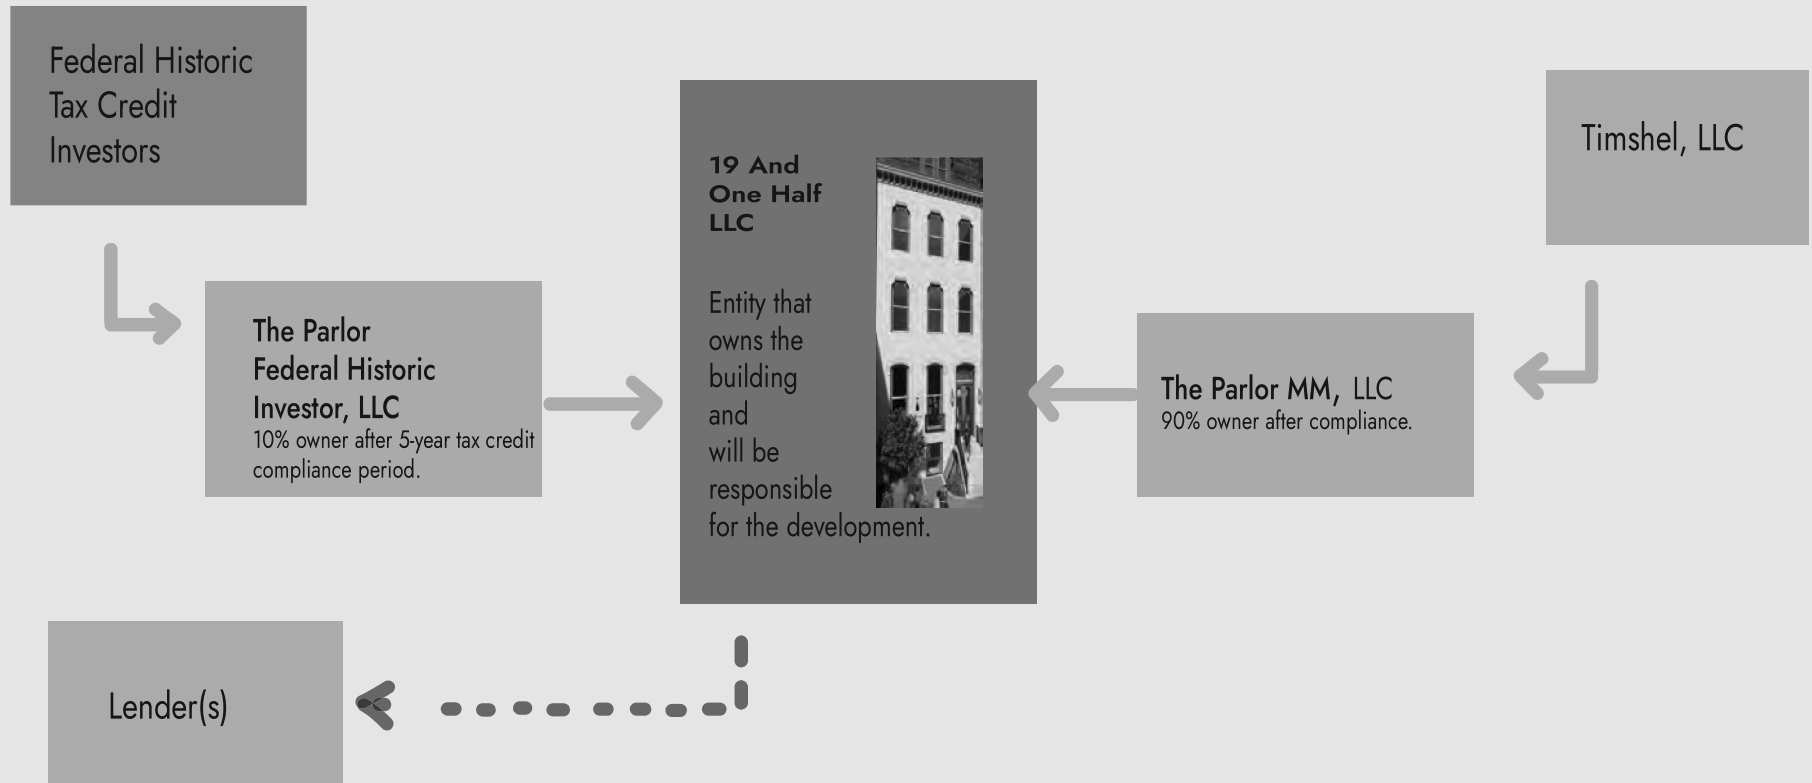 Federal Historic
Tax Credit
Investors
The Parlor
Federal Historic
Investor, LLC
10% owner after 5-year tax credit
compliance period.
19 And
One Half
LLC
Entity that
owns the
building
and
will be
responsible
for the development.
Timshel, LLC
The Parlor MM, LLC
90% owner after compliance.
Lender(s)